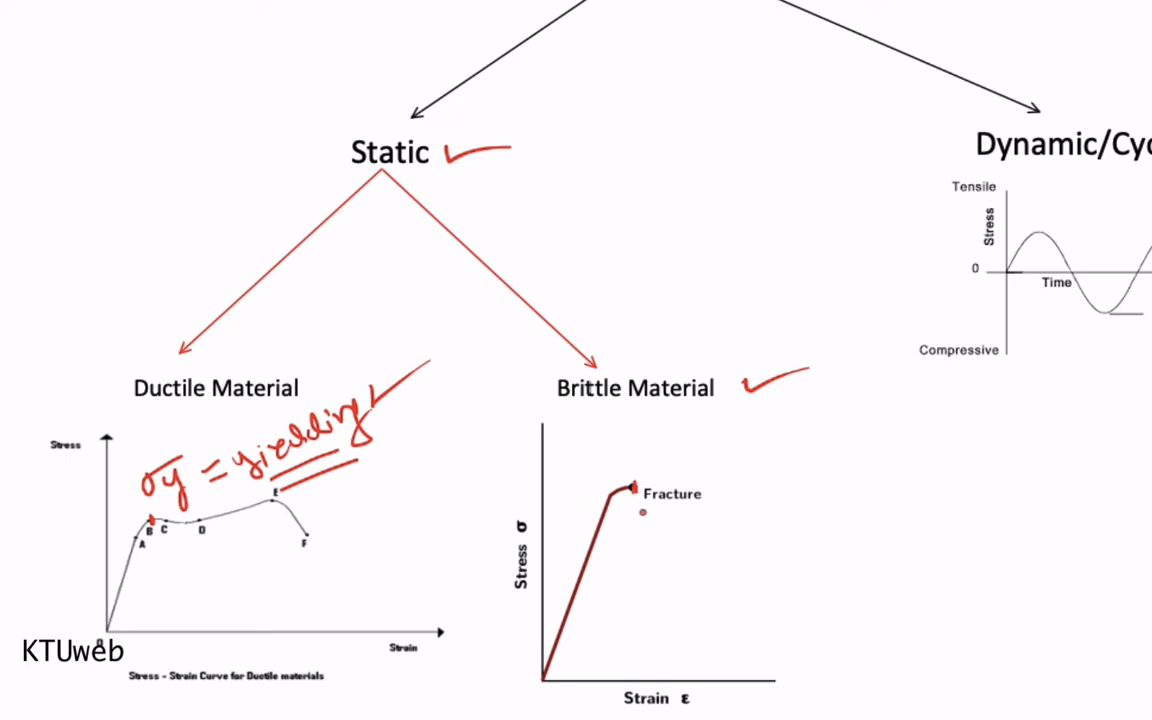 Static
Dynamic/Cyc
Tensile
Stress
0
Time
Compressive
Ductile Material
Brittle Material
Stress
σy = yielding
A
B
C
D
E
F
Strain
Stress - Strain Curve for Ductile materials
Fracture
Stress σ
Strain ε
KTUweb